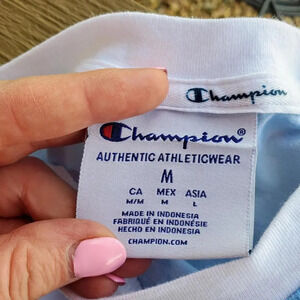 Champion
Champion®
AUTHENTIC ATHLETICWEAR
M
CA MEX ASIA
M/M M L
MADE IN INDONESIA
FABRIQUÉ EN INDONÉSIE
HECHO EN INDONESIA
CHAMPION.COM